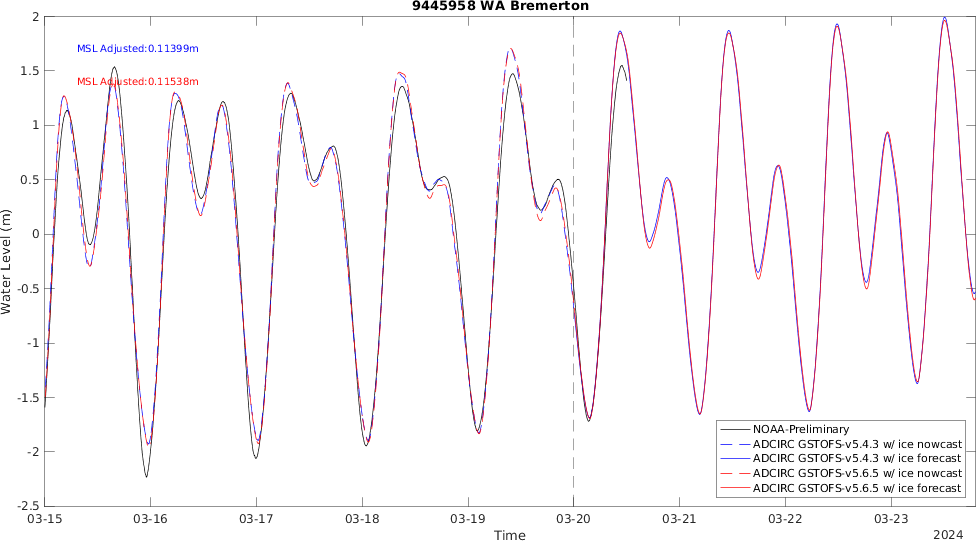 9445958 WA Bremerton
MSL Adjusted:0.11399m
MSL Adjusted:0.11538m
Water Level (m)
2
1.5
1
0.5
0
-0.5
-1
-1.5
-2
-2.5
03-15
03-16
03-17
03-18
03-19
03-20
03-21
03-22
03-23
Time
2024
NOAA-Preliminary
ADCIRC GSTOFS-v5.4.3 w/ ice nowcast
ADCIRC GSTOFS-v5.4.3 w/ ice forecast
ADCIRC GSTOFS-v5.6.5 w/ ice nowcast
ADCIRC GSTOFS-v5.6.5 w/ ice forecast